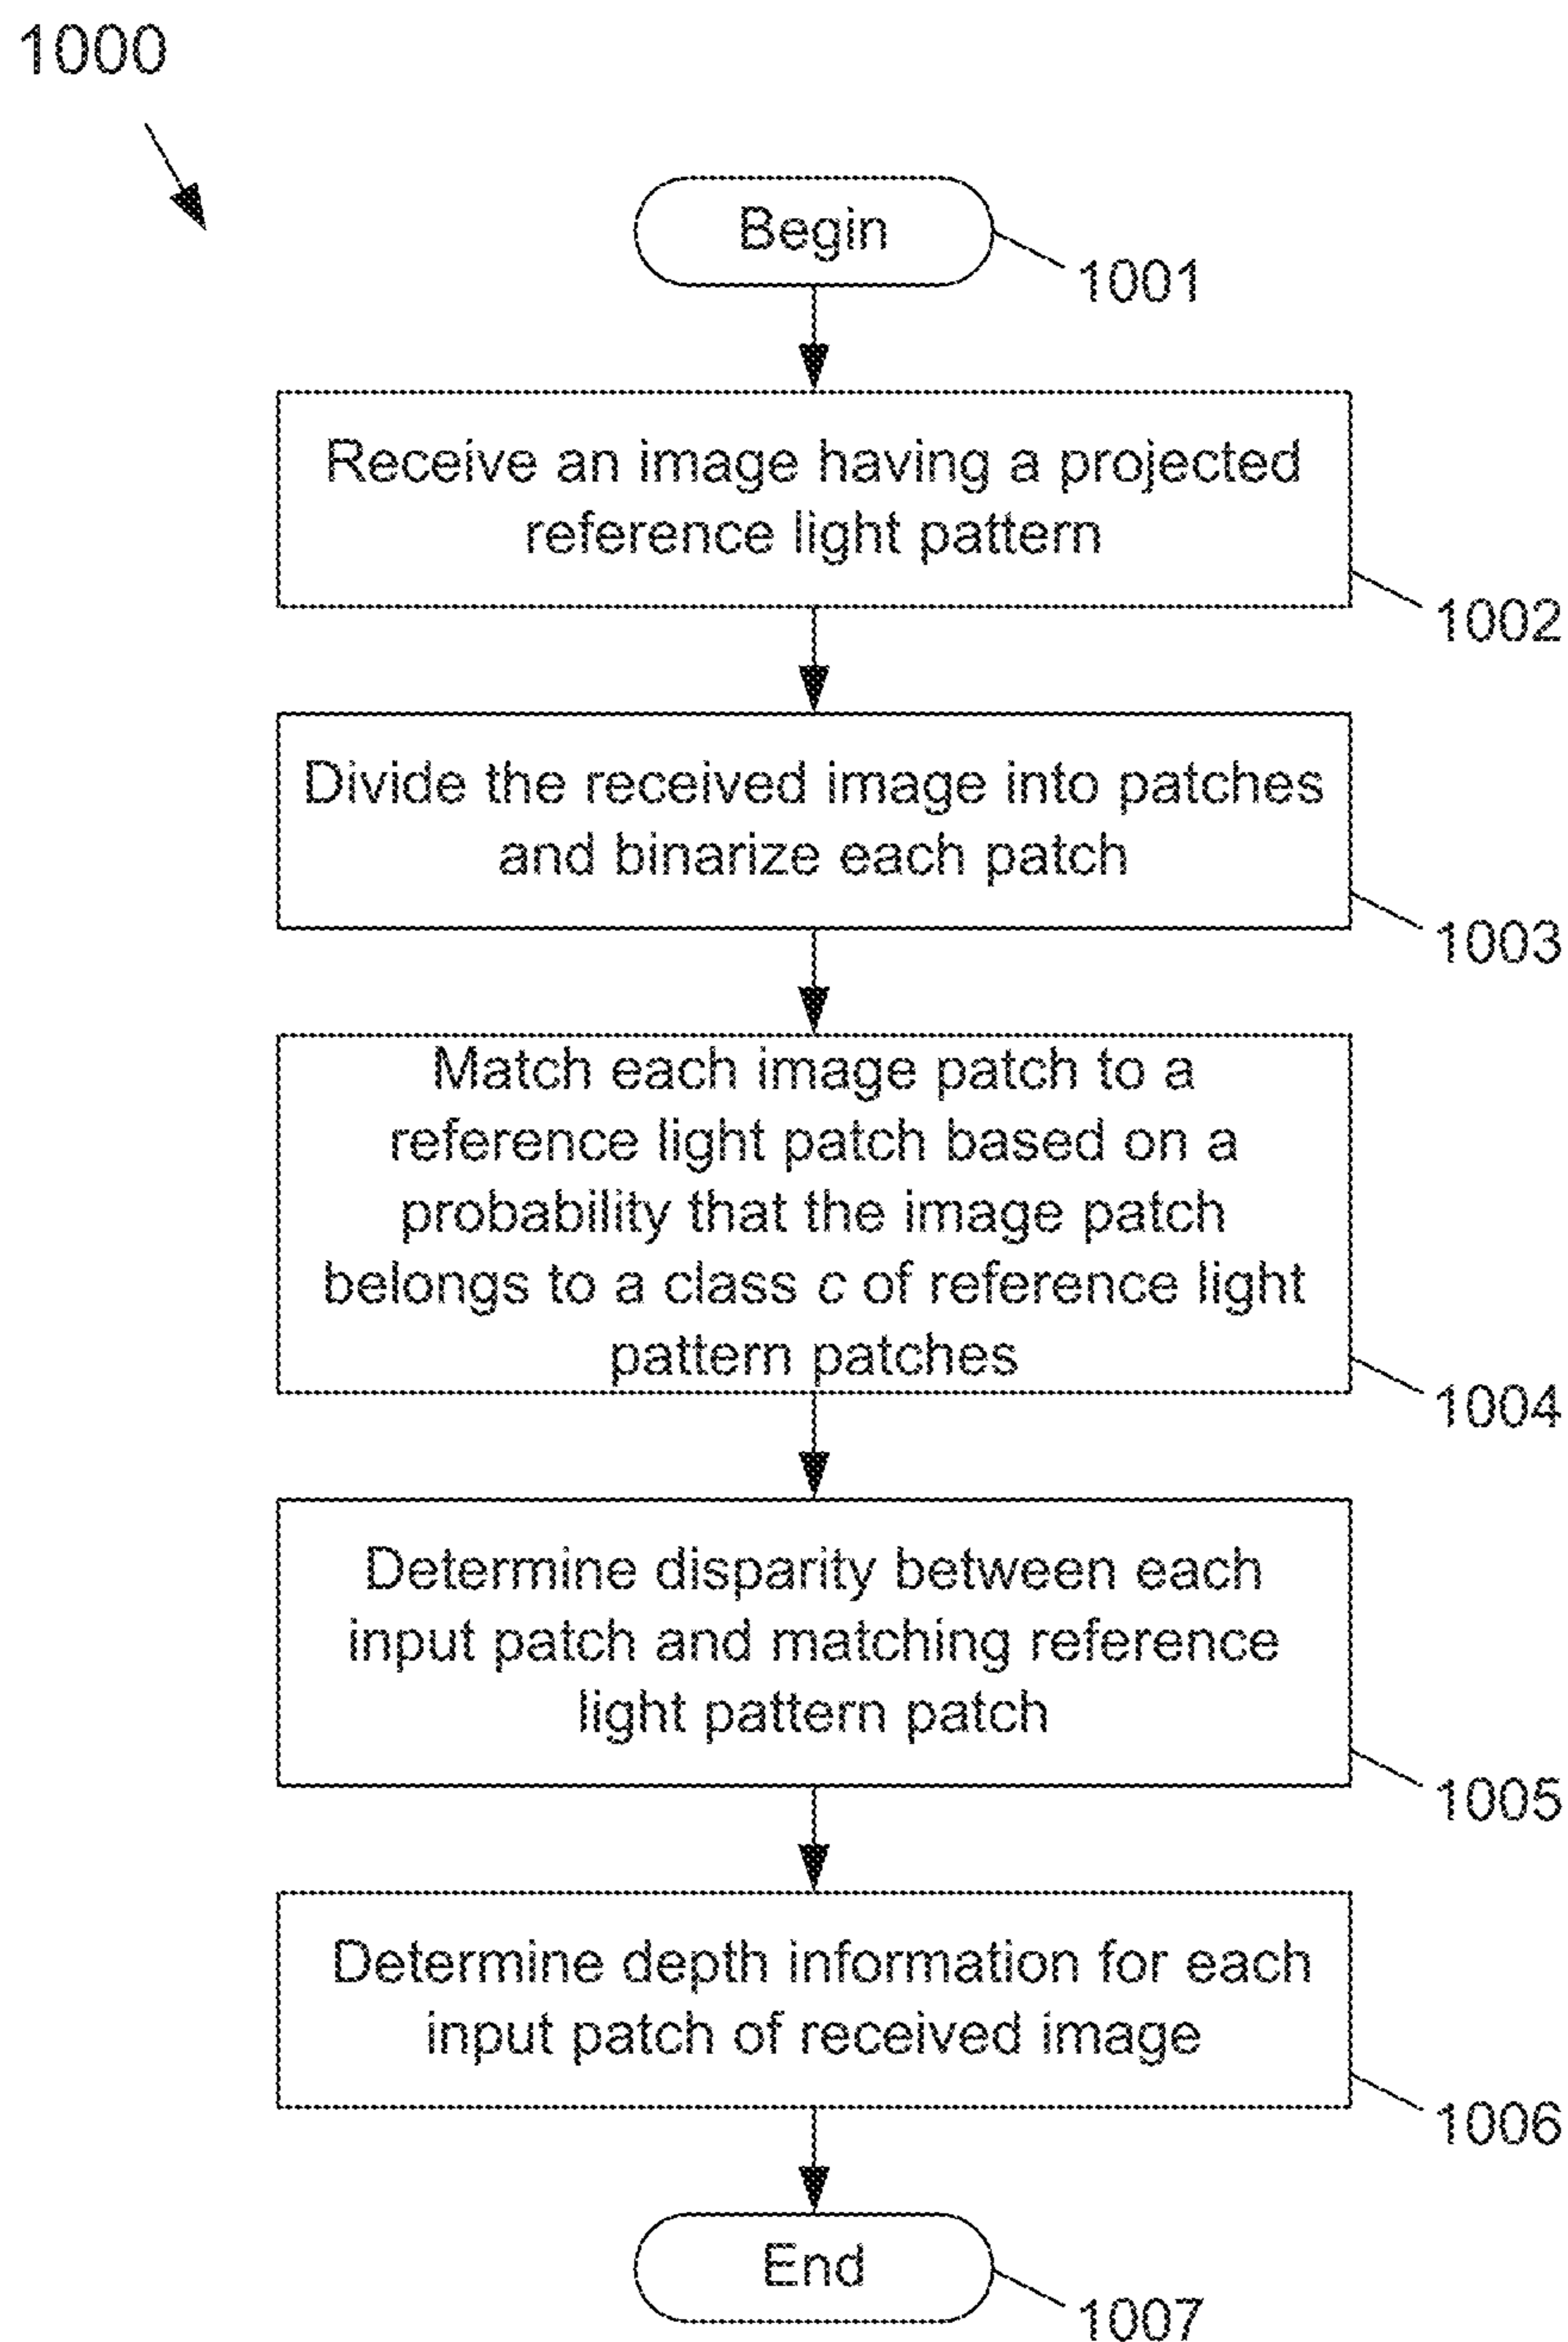 1000
Begin
1001
Receive an image having a projected
reference light pattern
1002
Divide the received image into patches
and binarize each patch
1003
Match each image patch to a
reference light patch based on a
probability that the image patch
belongs to a class c of reference light
pattern patches
1004
Determine disparity between each
input patch and matching reference
light pattern patch
1005
Determine depth information for each
input patch of received image
1006
End
1007